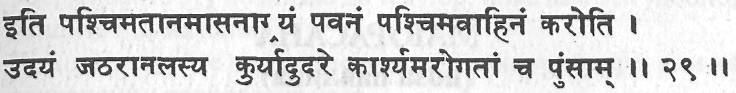 इति पश्चिमतानमासनाग्र्यं पवनं पश्चिमवाहिनं करोति ।
उदयं जठरानलस्य कुर्यादुदरे कार्श्यमरोगतां च पुंसाम् ॥ २९ ॥